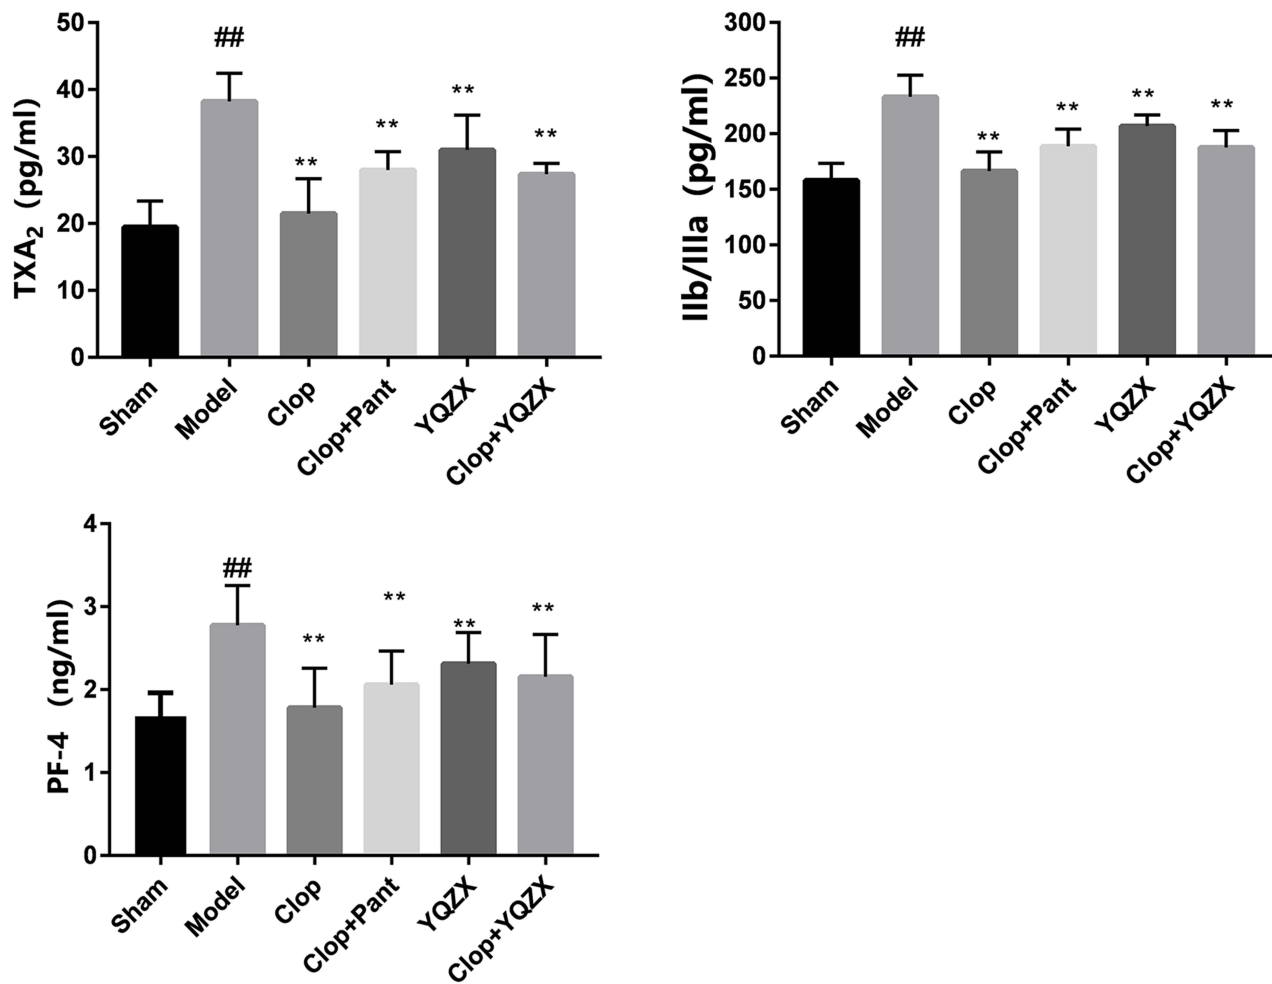 TXA2 (pg/ml)
50
40
30
20
10
0
##
**
**
**
**
Sham
Model
Clop
Clop+Pant
YQZX
Clop+YQZX
IIb/IIIa (pg/ml)
300
250
200
150
100
50
0
##
**
**
**
**
Sham
Model
Clop
Clop+Pant
YQZX
Clop+YQZX
PF-4 (ng/ml)
4
3
2
1
0
##
**
**
**
**
Sham
Model
Clop
Clop+Pant
YQZX
Clop+YQZX